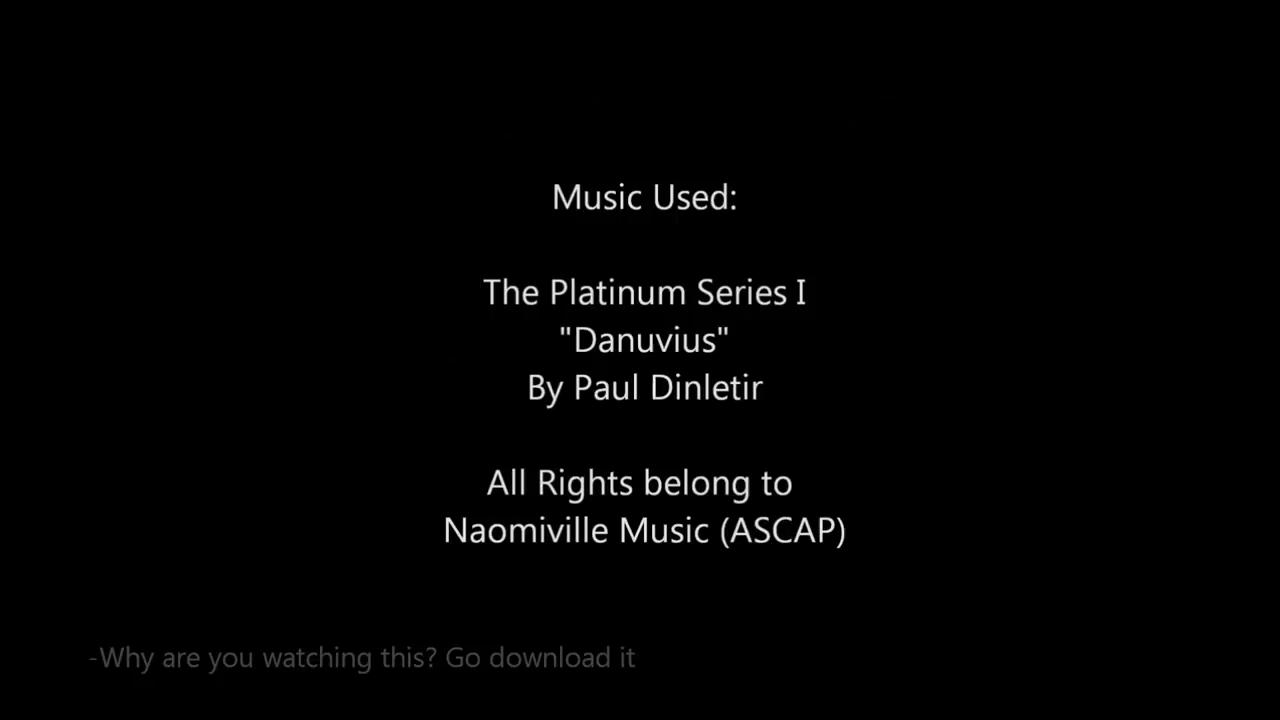 Music Used:
The Platinum Series I
"Danuvius"
By Paul Dinletir
All Rights belong to
Naomiville Music (ASCAP)
-Why are you watching this? Go download it